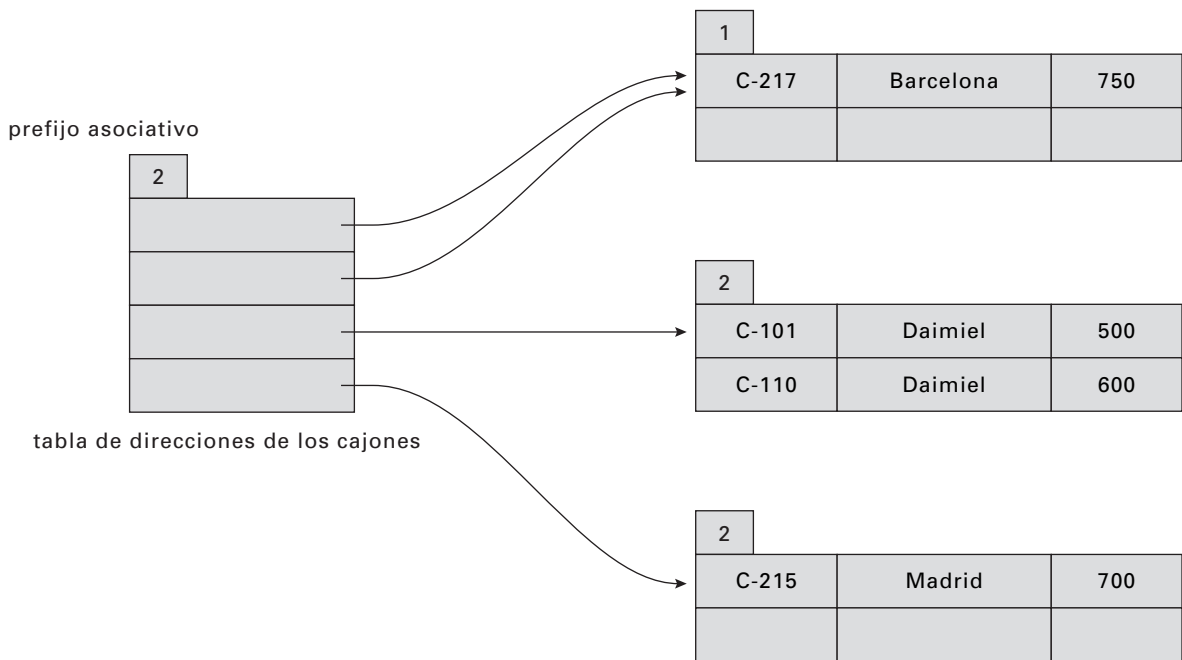 prefijo asociativo
2
tabla de direcciones de los cajones
1
C-217 Barcelona 750
2
C-101 Daimiel 500
C-110 Daimiel 600
2
C-215 Madrid 700